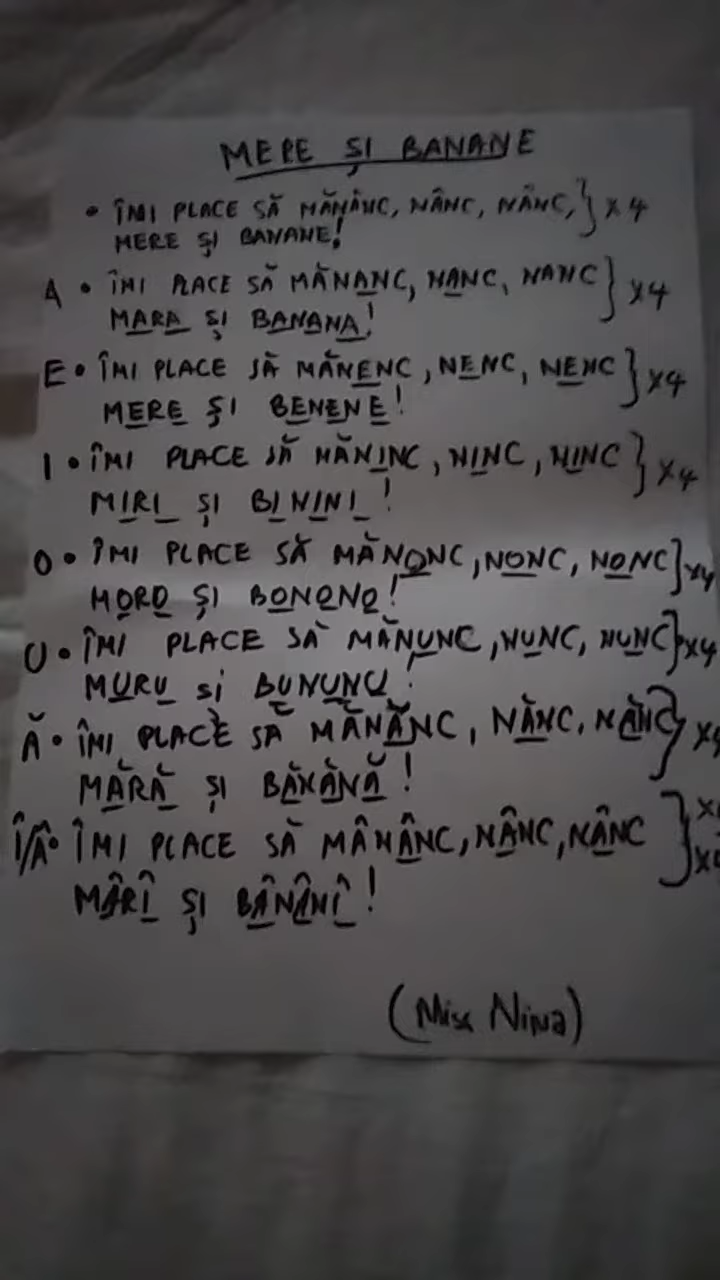 MERE ȘI BANANE
• ÎMI PLACE SĂ MĂNÂNC, NÂNC, NÂNC, } X 4
MERE ȘI BANANE!
A • ÎMI PLACE SĂ MĂNANC, NANC, NANC } X4
MARA ȘI BANANA!
E • ÎMI PLACE SĂ MĂNENC, NENC, NENC } X4
MERE ȘI BENENE!
I • ÎMI PLACE SĂ MĂNINC, NINC, NINC } X4
MIRI ȘI BININI!
O • ÎMI PLACE SĂ MĂNONC, NONC, NONC } X4
MORO ȘI BONONO!
U • ÎMI PLACE SĂ MĂNUNC, NUNC, NUNC } X4
MURU și BUNUNU!
Ă • ÎMI PLACE SĂ MĂNĂNC, NĂNC, NĂNC } X4
MĂRĂ ȘI BĂNĂNĂ!
Î/Â • ÎMI PLACE SĂ MÂNÂNC, NÂNC, NÂNC }
MÂRÎ ȘI BÂNÂNÎ!
(Miss Nina)